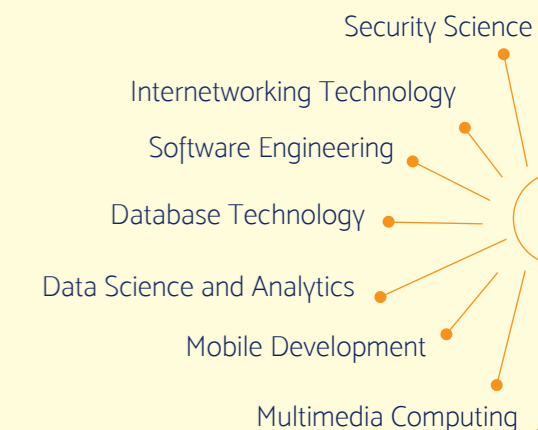 Security Science
Internetworking Technology
Software Engineering
Database Technology
Data Science and Analytics
Mobile Development
Multimedia Computing